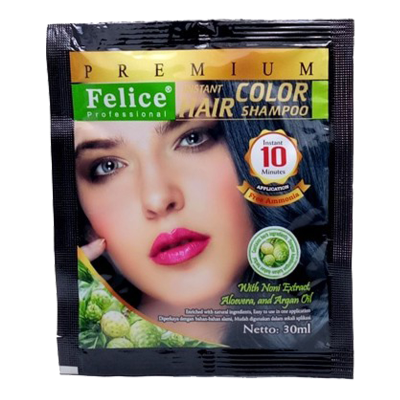 PREMIUM
Felice®
Professional
INSTANT
HAIR COLOR
SHAMPOO
Instant
10
Minutes
APPLICATION
Free Ammonia
With Noni Extract
Aloevera, and Argan Oil
Enriched with natural ingredients, Easy to use in one application
Diperkaya dengan bahan-bahan alami, Mudah digunakan dalam sekali aplikasi
Netto: 30ml